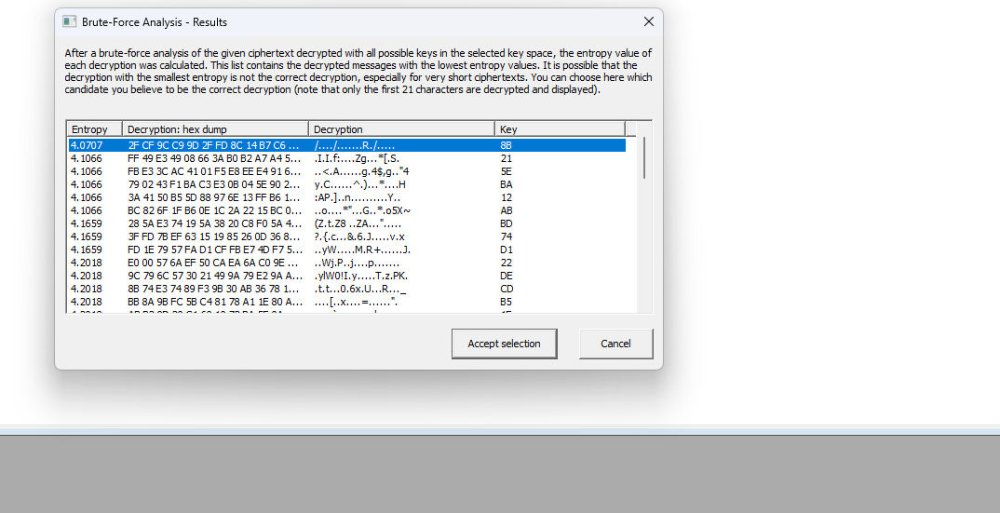 Brute-Force Analysis - Results
After a brute-force analysis of the given ciphertext decrypted with all possible keys in the selected key space, the entropy value of
each decryption was calculated. This list contains the decrypted messages with the lowest entropy values. It is possible that the
decryption with the smallest entropy is not the correct decryption, especially for very short ciphertexts. You can choose here which
candidate you believe to be the correct decryption (note that only the first 21 characters are decrypted and displayed).
Entropy Decryption: hex dump Decryption Key
4.0707 2F CF 9C C9 9D 2F FD 8C 14 B7 C6 ... /..../.......R./..... 8B
4.1066 FF 49 E3 49 08 66 3A B0 B2 A7 A4 5... .I.I.f:....Zg...*[.S. 21
4.1066 FB E3 3C AC 41 01 F5 E8 EE E4 91 6... ..<.A......g.4$,g.."4 5E
4.1066 79 02 43 F1 BA C3 E3 0B 04 5E 90 2... y.C......^.)...*....H BA
4.1066 3A 41 50 B5 5D 88 97 6E 13 FF B6 1... :AP.]..n..........Y.. 12
4.1066 BC 82 6F 1F B6 0E 1C 2A 22 15 BC 0... ..o....*"...G..*.o5X~ AB
4.1659 28 5A E3 74 19 5A 38 20 C8 F0 5A 4... (Z.t.Z8 ..ZA..."..... BD
4.1659 3F FD 7B EF 63 15 19 85 26 0D 36 8... ?.{.c...&.6.J.....v.x 74
4.1659 FD 1E 79 57 FA D1 CF FB E7 4D F7 5... ..yW.....M.R+......J. D1
4.2018 E0 00 57 6A EF 50 CA EA 6A C0 9E ... ..Wj.P..j....p....... 22
4.2018 9C 79 6C 57 30 21 49 9A 79 E2 9A A... .ylW0!I.y.....T.z.PK. DE
4.2018 8B 74 E3 74 89 F3 9B 30 AB 36 78 1... .t.t...0.6x.U...R..._ CD
4.2018 BB 8A 9B FC 5B C4 81 78 A1 1E 80 A... ....[..x....=......". B5
Accept selection Cancel